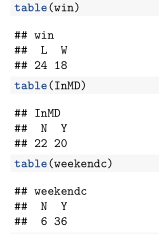 table(win)
## win
## L W
## 24 18
table(InMD)
## InMD
## N Y
## 22 20
table(weekendc)
## weekendc
## N Y
## 6 36